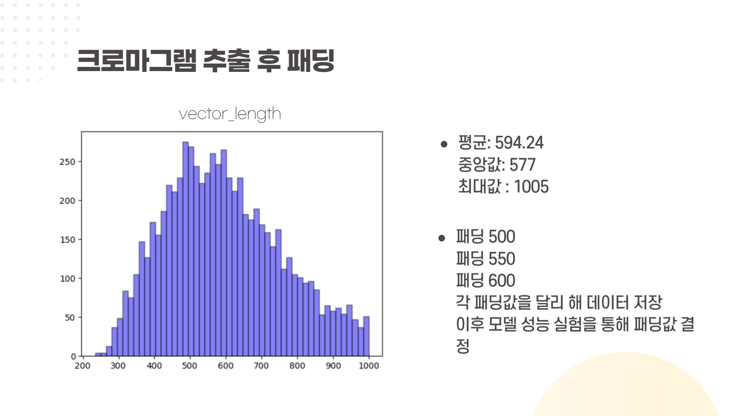 크로마그램 추출 후 패딩
vector_length
250
200
150
100
50
0
200 300 400 500 600 700 800 900 1000
● 평균: 594.24
중앙값: 577
최대값 : 1005
● 패딩 500
패딩 550
패딩 600
각 패딩값을 달리 해 데이터 저장
이후 모델 성능 실험을 통해 패딩값 결
정